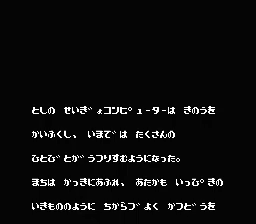 としの せいぎょコンピューターは きのうを
かいふくし、いまでは たくさんの
ひとびとがうつりすむようになった。
まちは かっきにあふれ、あたかも いっぴきの
いきもののように ちからづよく かつどうを